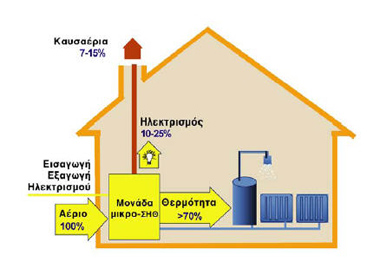 Καυσαέρια
7-15%
Ηλεκτρισμός
10-25%
Εισαγωγή
Εξαγωγή
Ηλεκτρισμού
Αέριο
100%
Μονάδα
μικρο-ΣΗΘ
Θερμότητα
>70%